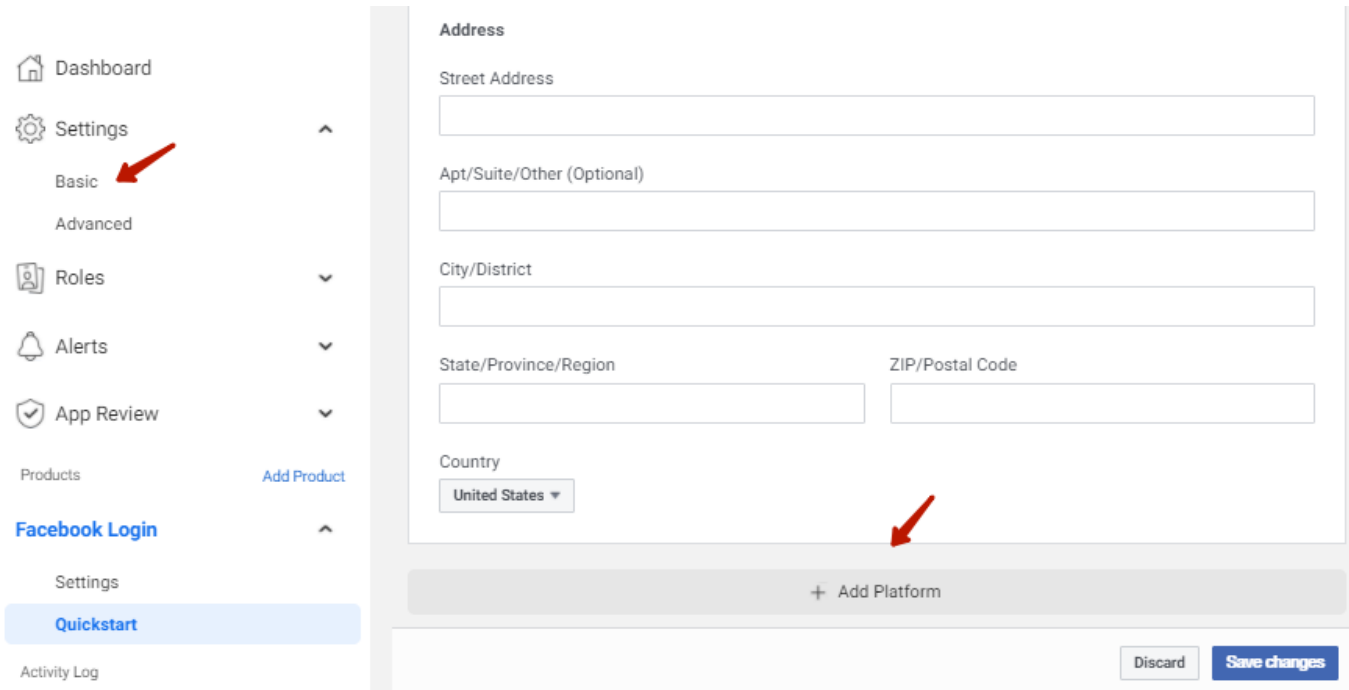 Dashboard
Settings
Basic
Advanced
Roles
Alerts
App Review
Products
Add Product
Facebook Login
Settings
Quickstart
Activity Log
Address
Street Address
Apt/Suite/Other (Optional)
City/District
State/Province/Region
ZIP/Postal Code
Country
United States
+ Add Platform
Discard
Save changes